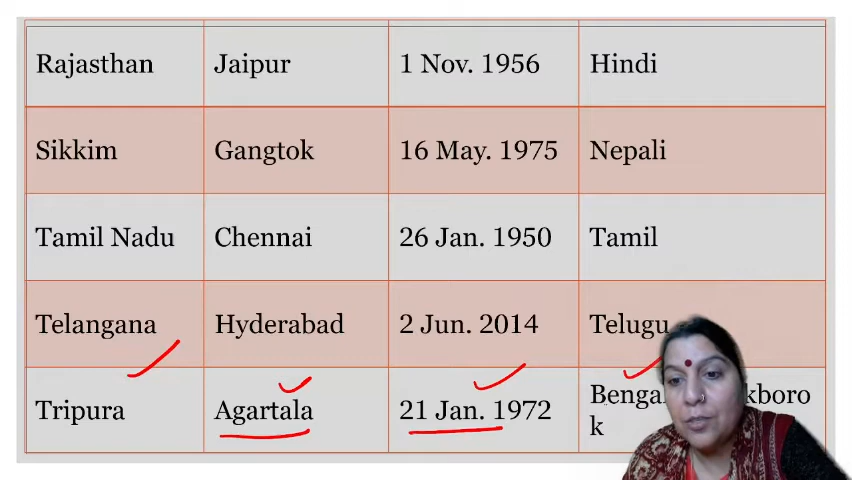 Rajasthan Jaipur 1 Nov. 1956 Hindi
Sikkim Gangtok 16 May. 1975 Nepali
Tamil Nadu Chennai 26 Jan. 1950 Tamil
Telangana Hyderabad 2 Jun. 2014 Telugu
Tripura Agartala 21 Jan. 1972